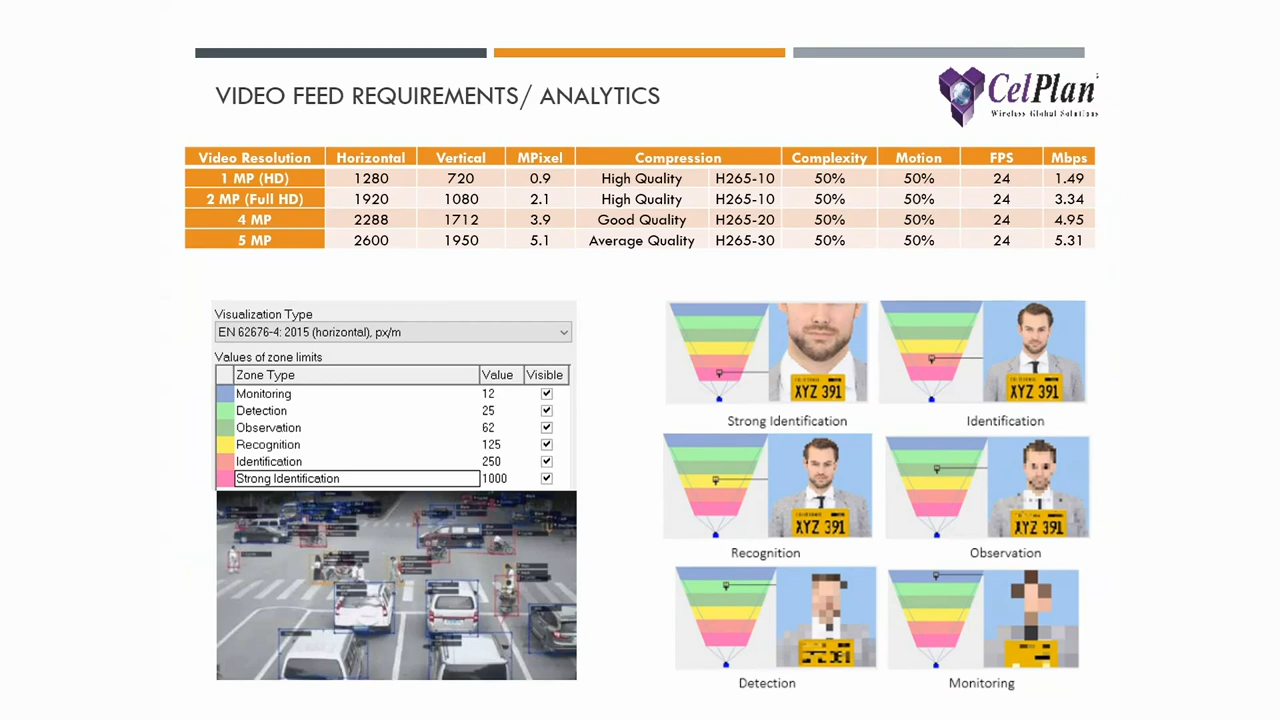 VIDEO FEED REQUIREMENTS/ ANALYTICS
CelPlan
Wireless Global Solutions
Video Resolution Horizontal Vertical MPixel Compression Complexity Motion FPS Mbps
1 MP (HD) 1280 720 0.9 High Quality H265-10 50% 50% 24 1.49
2 MP (Full HD) 1920 1080 2.1 High Quality H265-10 50% 50% 24 3.34
4 MP 2288 1712 3.9 Good Quality H265-20 50% 50% 24 4.95
5 MP 2600 1950 5.1 Average Quality H265-30 50% 50% 24 5.31
Visualization Type
EN 62676-4: 2015 (horizontal), px/m
Values of zone limits
Zone Type Value Visible
Monitoring 12
Detection 25
Observation 62
Recognition 125
Identification 250
Strong Identification 1000
XYZ 391
Strong Identification
XYZ 391
Identification
XYZ 391
Recognition
XYZ 391
Observation
Detection
Monitoring